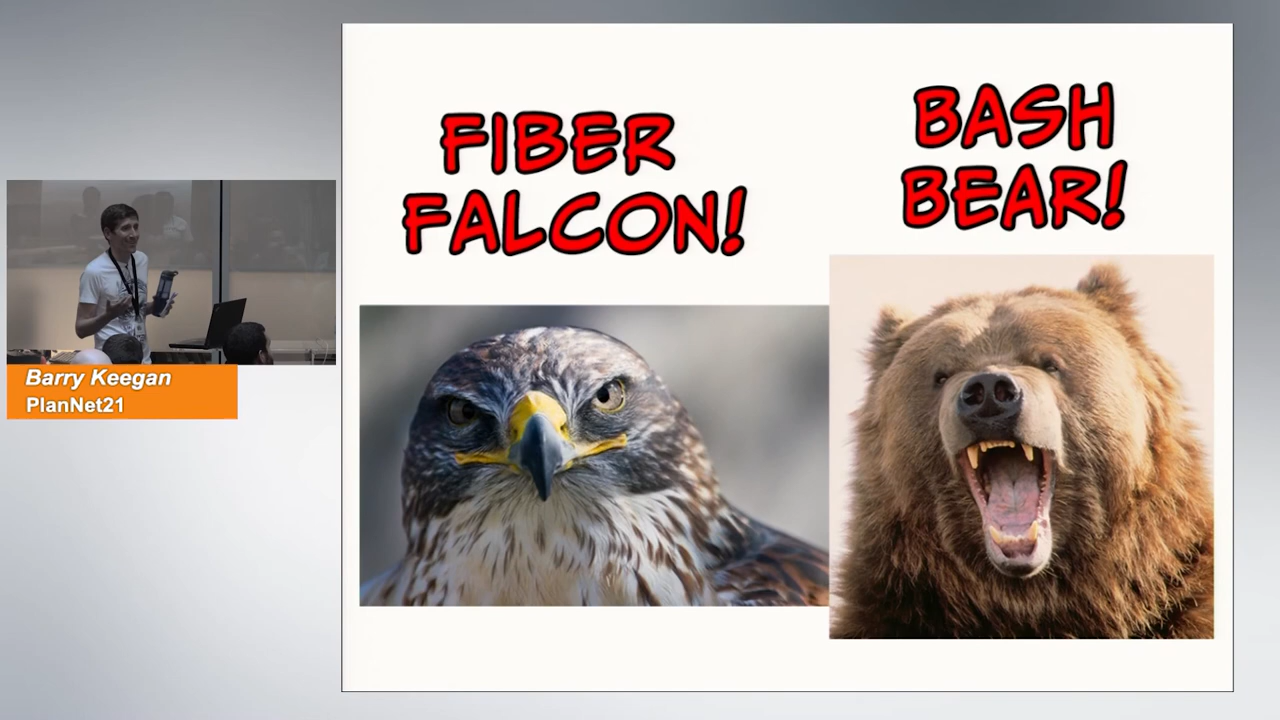 FIBER
FALCON!
BASH
BEAR!
Barry Keegan
PlanNet21